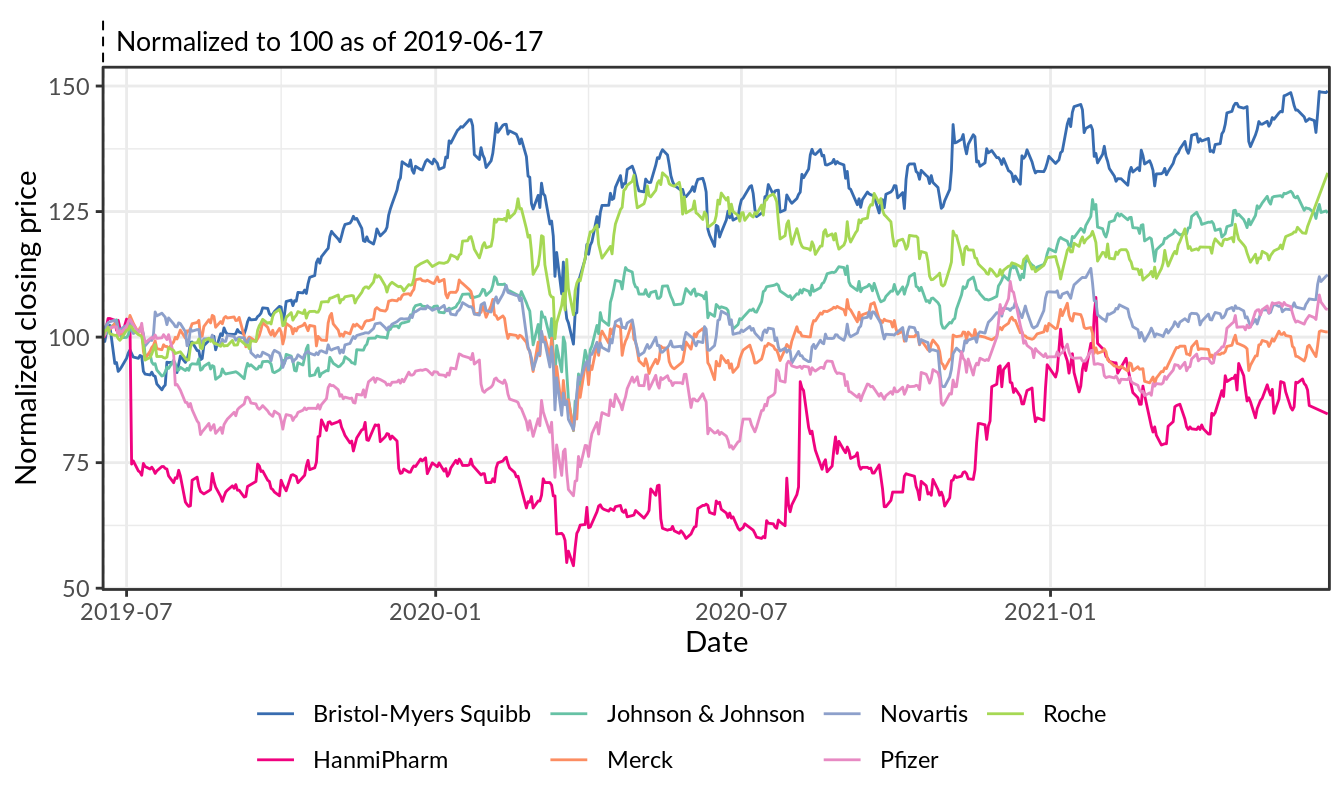 Normalized to 100 as of 2019-06-17
150
125
100
75
50
Normalized closing price
2019-07 2020-01 2020-07 2021-01
Date
Bristol-Myers Squibb Johnson & Johnson Novartis Roche
HanmiPharm Merck Pfizer